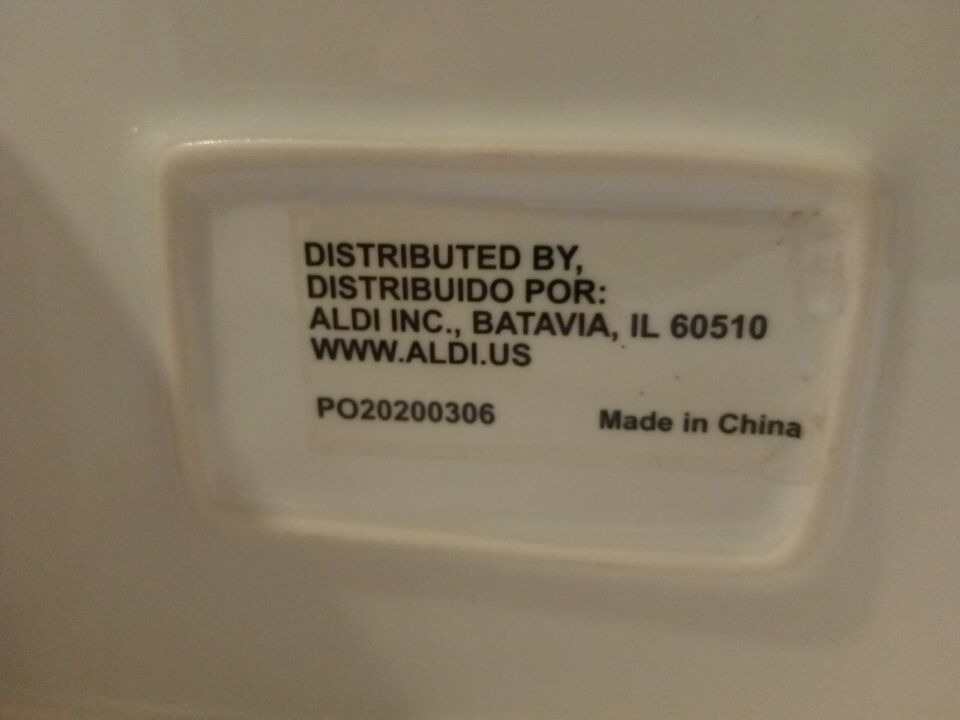 DISTRIBUTED BY,
DISTRIBUIDO POR:
ALDI INC., BATAVIA, IL 60510
WWW.ALDI.US
PO20200306 Made in China